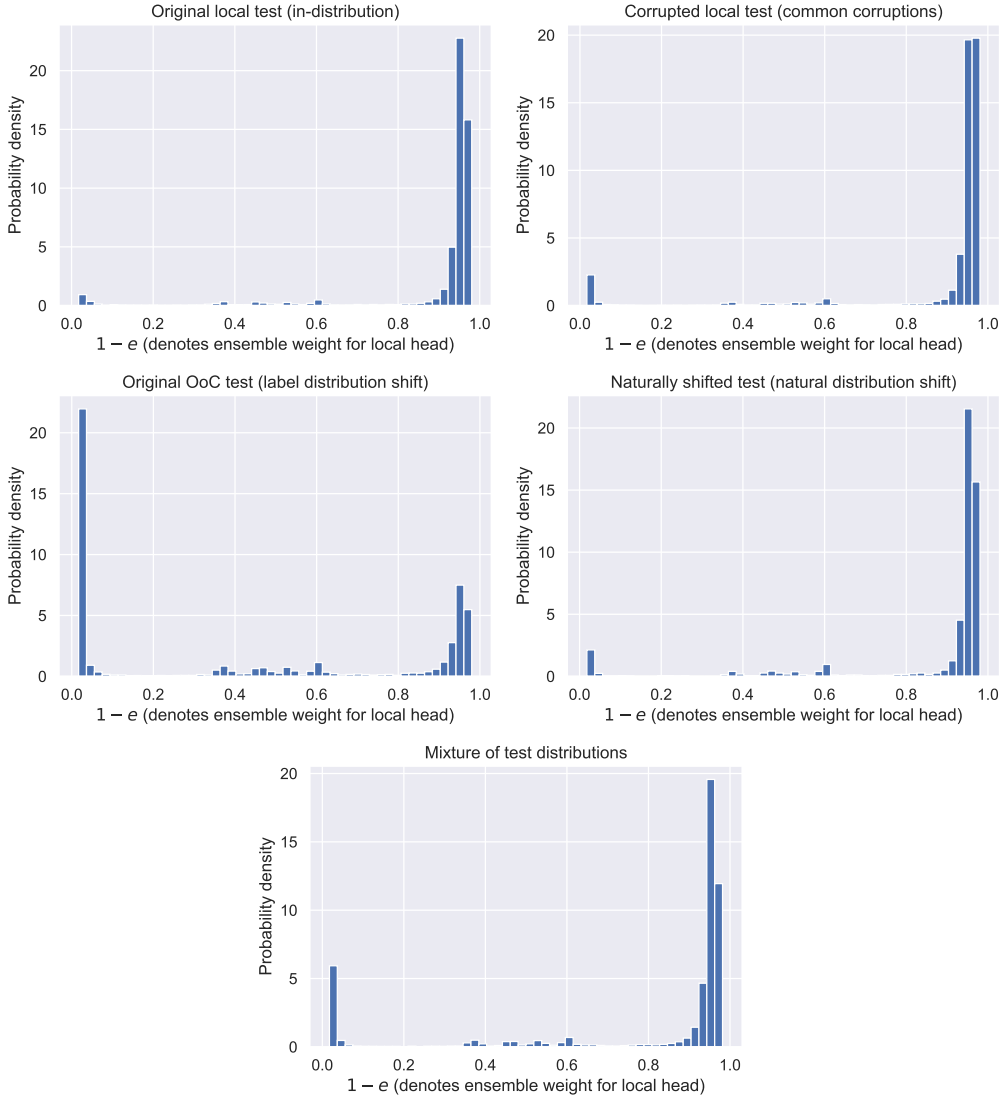 Original local test (in-distribution)
Probability density
20
15
10
5
0
0.0 0.2 0.4 0.6 0.8 1.0
1 − e (denotes ensemble weight for local head)
Corrupted local test (common corruptions)
Probability density
20
15
10
5
0
0.0 0.2 0.4 0.6 0.8 1.0
1 − e (denotes ensemble weight for local head)
Original OoC test (label distribution shift)
Probability density
20
15
10
5
0
0.0 0.2 0.4 0.6 0.8 1.0
1 − e (denotes ensemble weight for local head)
Naturally shifted test (natural distribution shift)
Probability density
20
15
10
5
0
0.0 0.2 0.4 0.6 0.8 1.0
1 − e (denotes ensemble weight for local head)
Mixture of test distributions
Probability density
20
15
10
5
0
0.0 0.2 0.4 0.6 0.8 1.0
1 − e (denotes ensemble weight for local head)